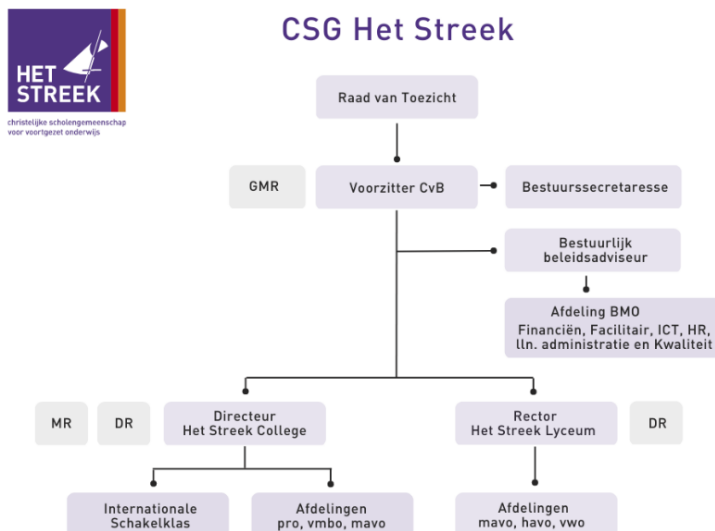 CSG Het Streek
HET
STREEK
christelijke scholengemeenschap
voor voortgezet onderwijs
Raad van Toezicht
GMR
Voorzitter CvB
Bestuurssecretaresse
Bestuurlijk
beleidsadviseur
Afdeling BMO
Financiën, Facilitair, ICT, HR,
lln. administratie en Kwaliteit
MR
DR
Directeur
Het Streek College
Rector
Het Streek Lyceum
DR
Internationale
Schakelklas
Afdelingen
pro, vmbo, mavo
Afdelingen
mavo, havo, vwo